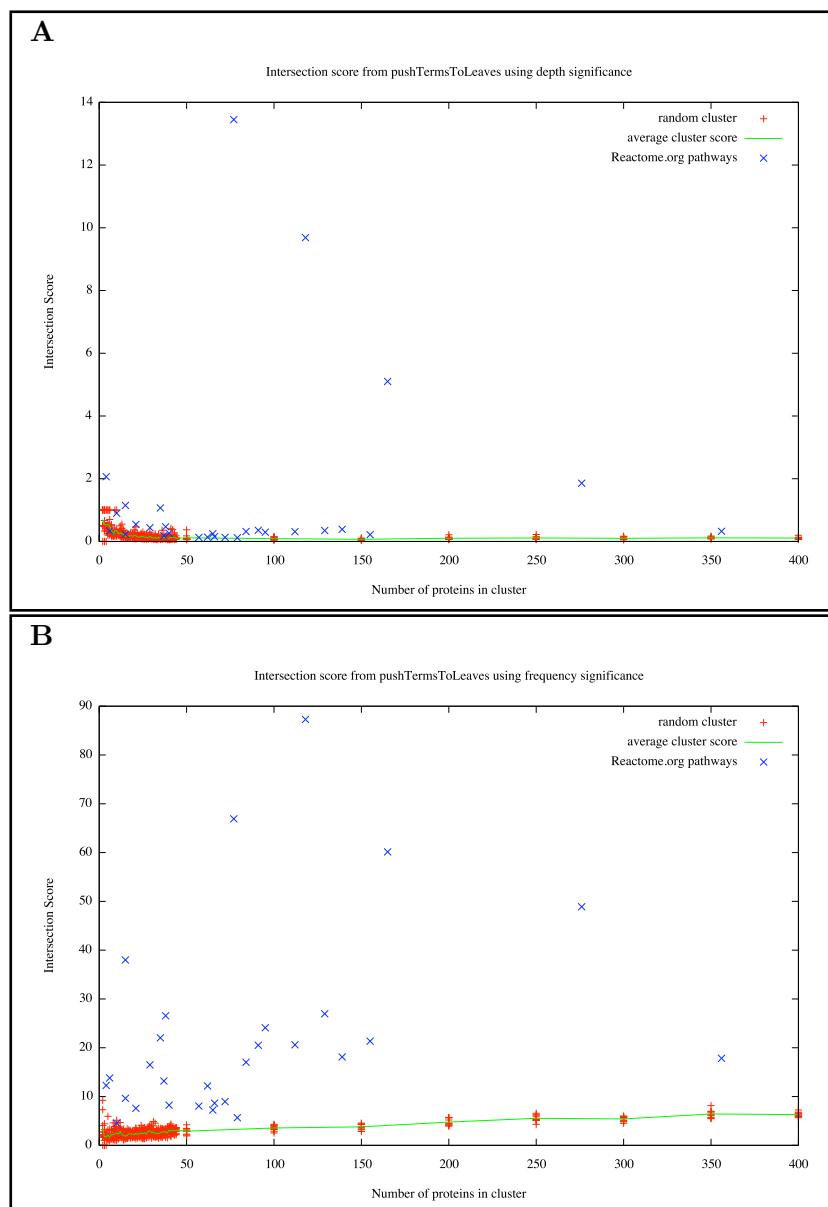 A
Intersection score from pushTermsToLeaves using depth significance
14
12
10
8
6
4
2
0
Intersection Score
random cluster
average cluster score
Reactome.org pathways
0 50 100 150 200 250 300 350 400
Number of proteins in cluster
B
Intersection score from pushTermsToLeaves using frequency significance
90
80
70
60
50
40
30
20
10
0
Intersection Score
random cluster
average cluster score
Reactome.org pathways
0 50 100 150 200 250 300 350 400
Number of proteins in cluster